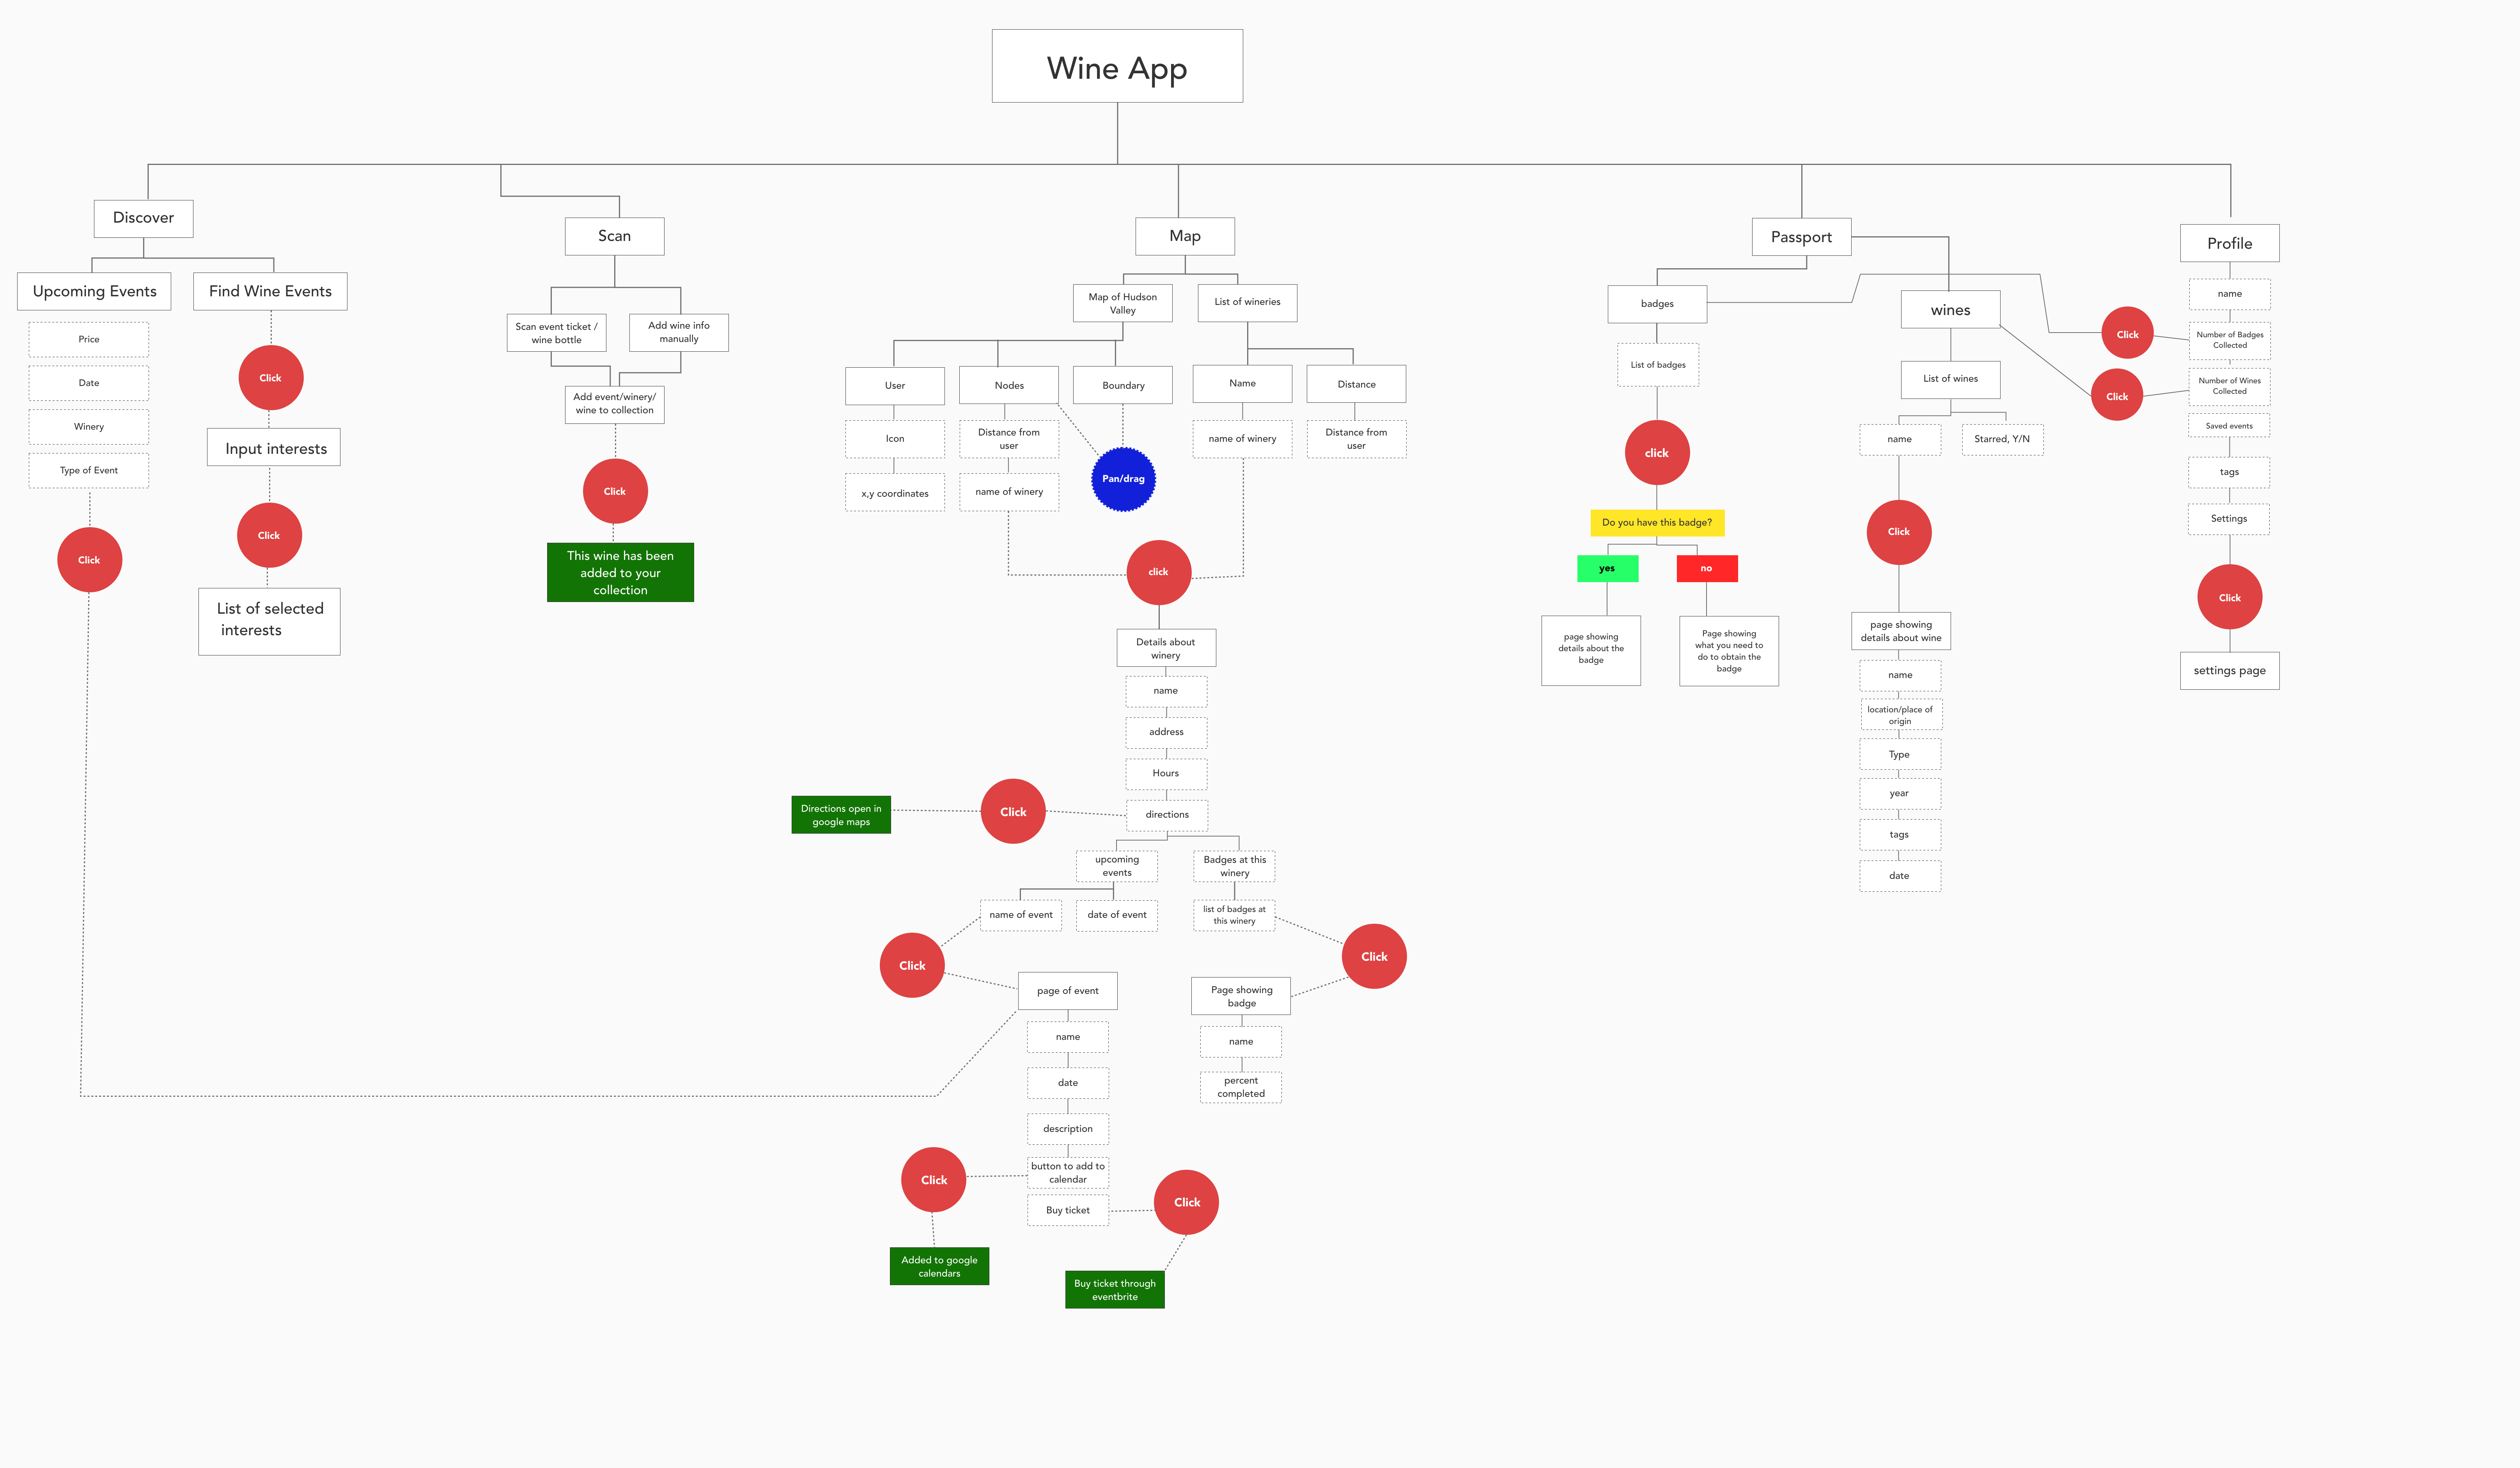 Wine App
Discover
Upcoming Events
Price
Date
Winery
Type of Event
Click
Find Wine Events
Click
Input interests
Click
List of selected
interests
Scan
Scan event ticket /
wine bottle
Add wine info
manually
Add event/winery/
wine to collection
Click
This wine has been
added to your
collection
Map
Map of Hudson
Valley
List of wineries
User
Icon
x,y coordinates
Nodes
Distance from
user
name of winery
Boundary
Pan/drag
Name
name of winery
Distance
Distance from
user
click
Details about
winery
name
address
Hours
directions
Click
Directions open in
google maps
upcoming
events
Badges at this
winery
name of event
date of event
list of badges at
this winery
Click
Click
page of event
name
date
description
button to add to
calendar
Buy ticket
Click
Added to google
calendars
Click
Buy ticket through
eventbrite
Page showing
badge
name
percent
completed
Passport
badges
List of badges
click
Do you have this badge?
yes
no
page showing
details about the
badge
Page showing
what you need to
do to obtain the
badge
wines
List of wines
name
Starred, Y/N
Click
page showing
details about wine
name
location/place of
origin
Type
year
tags
date
Click
Click
Profile
name
Number of Badges
Collected
Number of Wines
Collected
Saved events
tags
Settings
Click
settings page